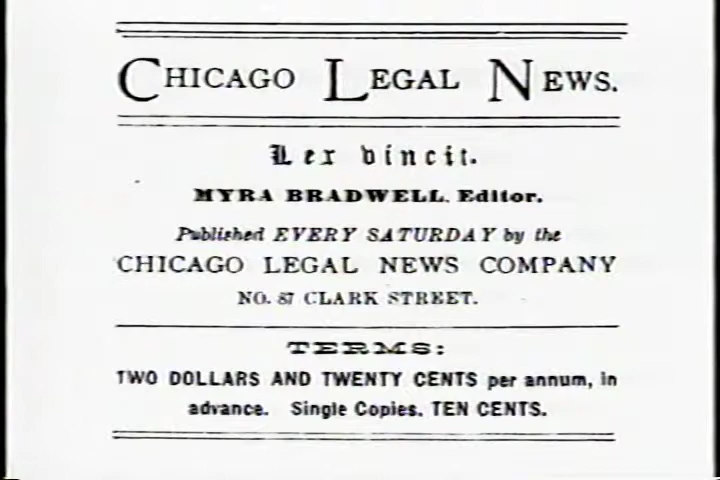 CHICAGO LEGAL NEWS.
Lex vincit.
MYRA BRADWELL, Editor.
Published EVERY SATURDAY by the
CHICAGO LEGAL NEWS COMPANY
NO. 87 CLARK STREET.
TERMS:
TWO DOLLARS AND TWENTY CENTS per annum, in
advance. Single Copies, TEN CENTS.